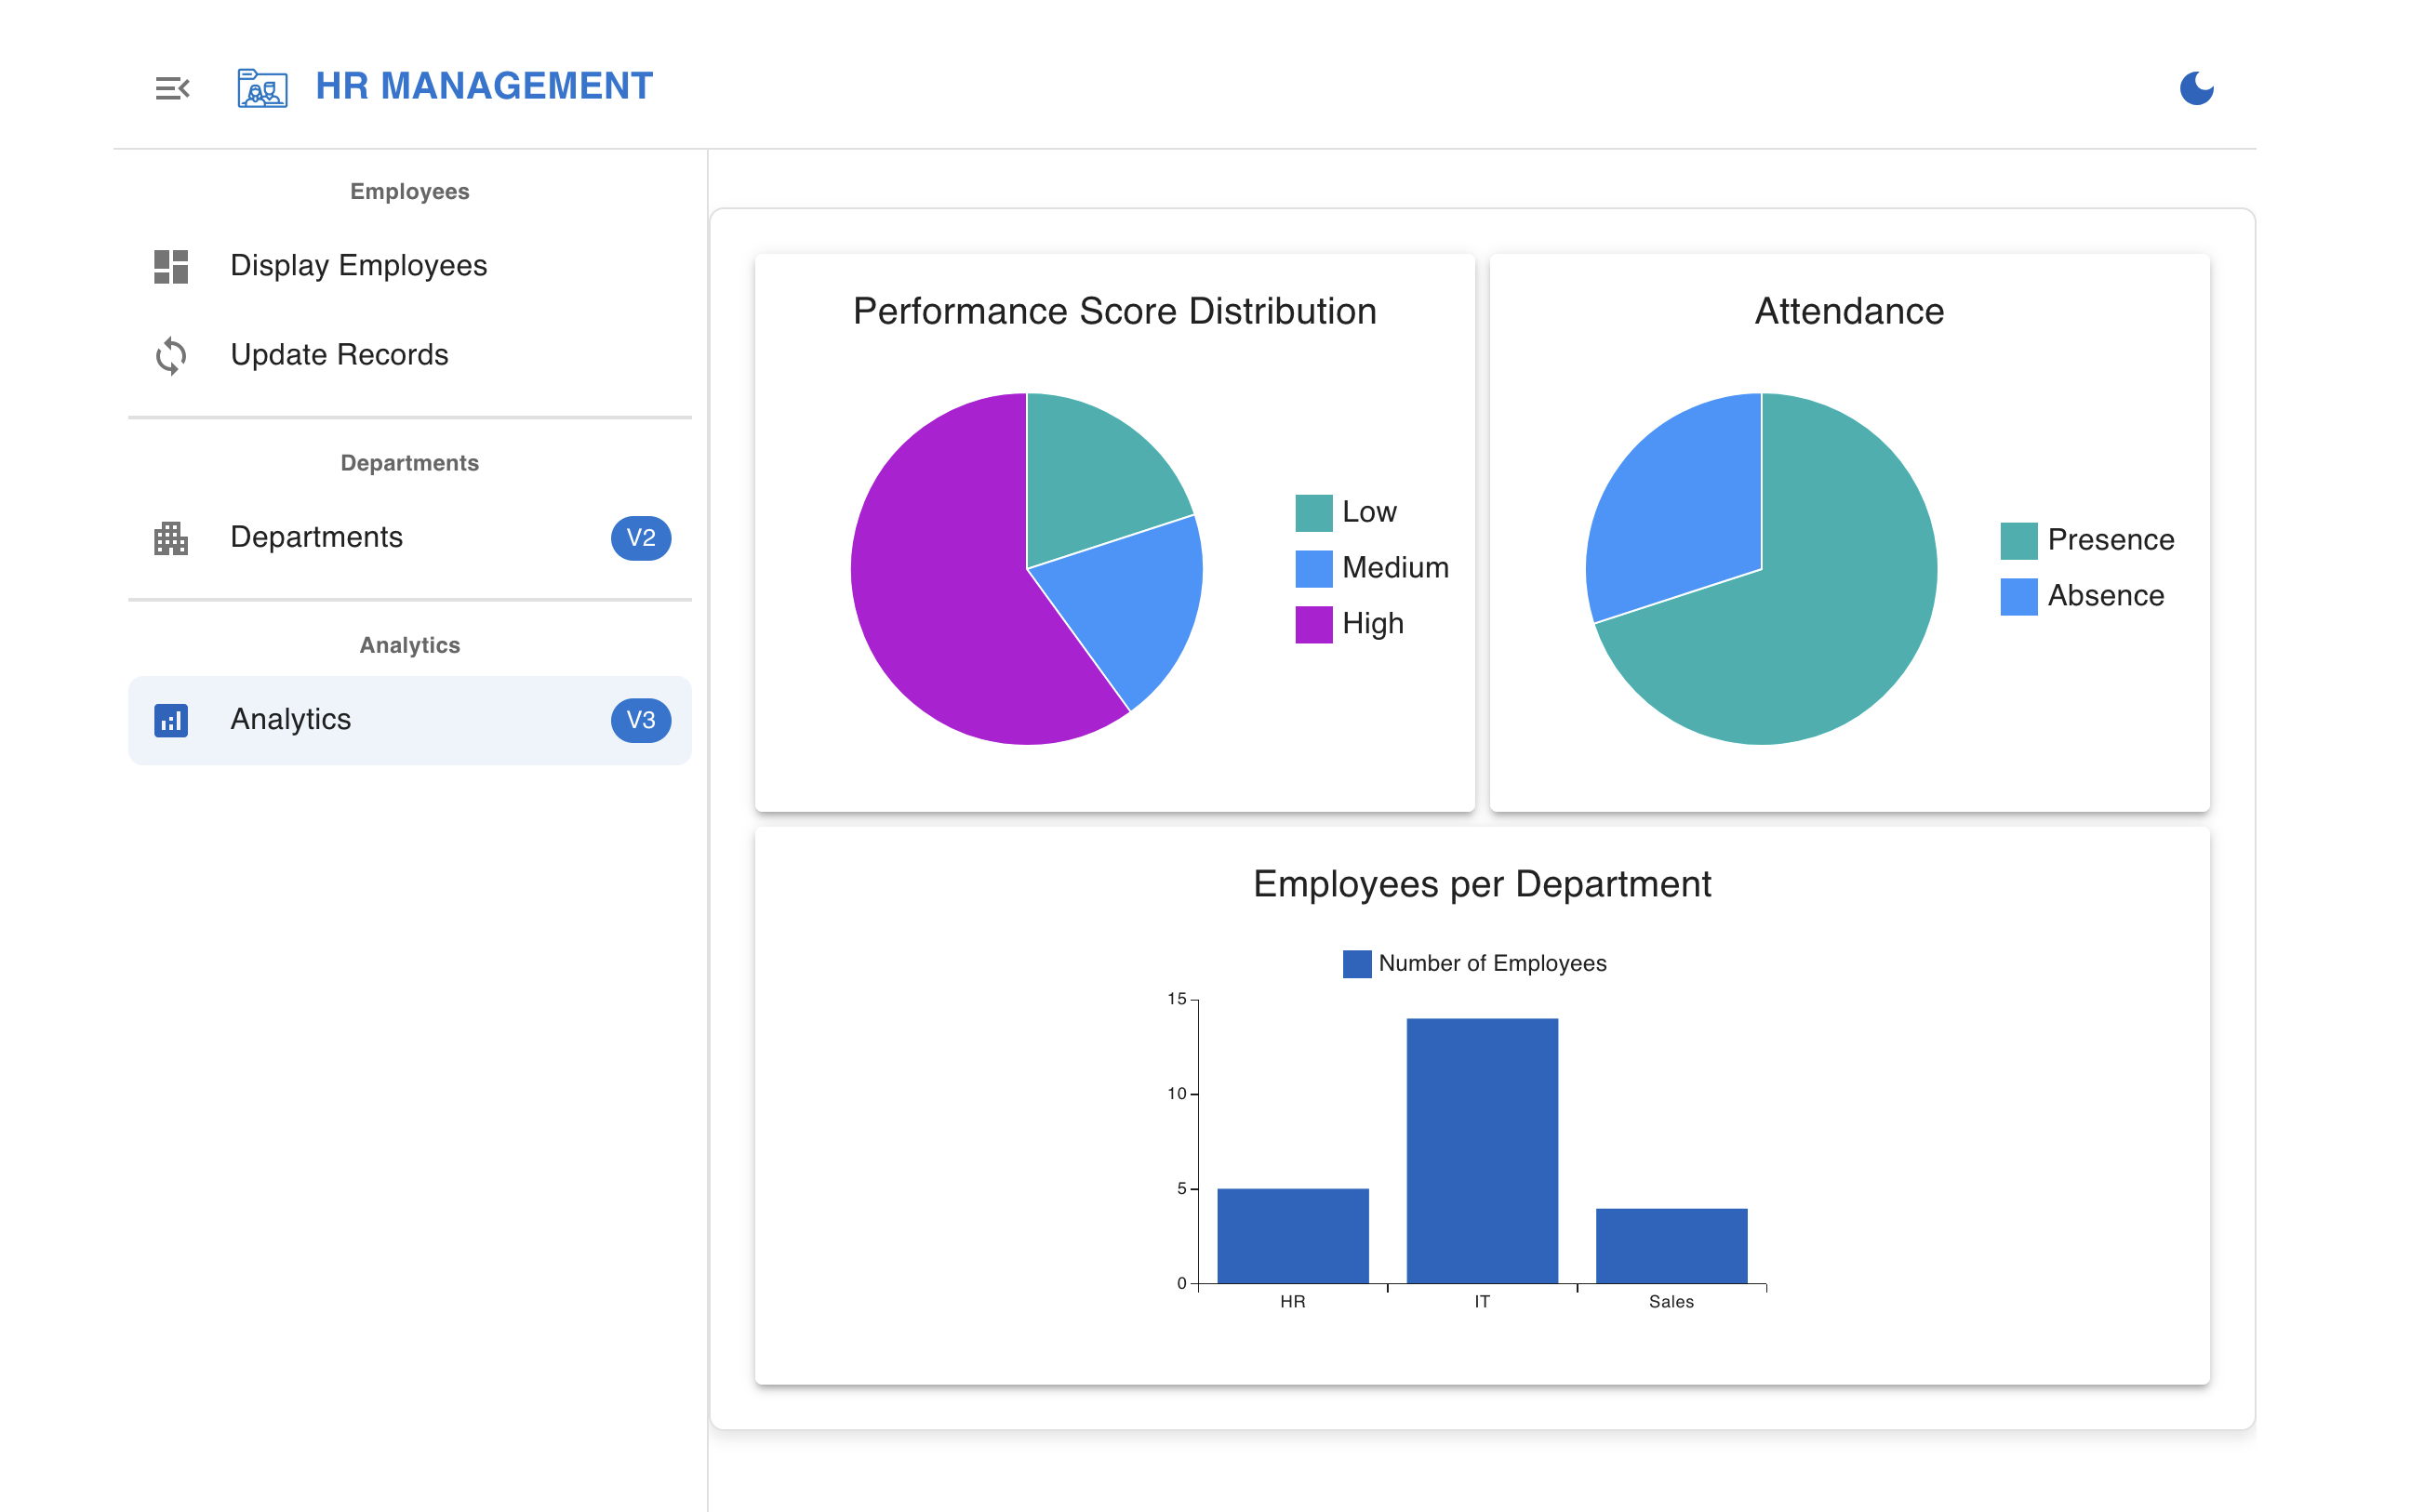 HR MANAGEMENT
Employees
Display Employees
Update Records
Departments
Departments V2
Analytics
Analytics V3
Performance Score Distribution
Low
Medium
High
Attendance
Presence
Absence
Employees per Department
Number of Employees
15
10
5
0
HR IT Sales